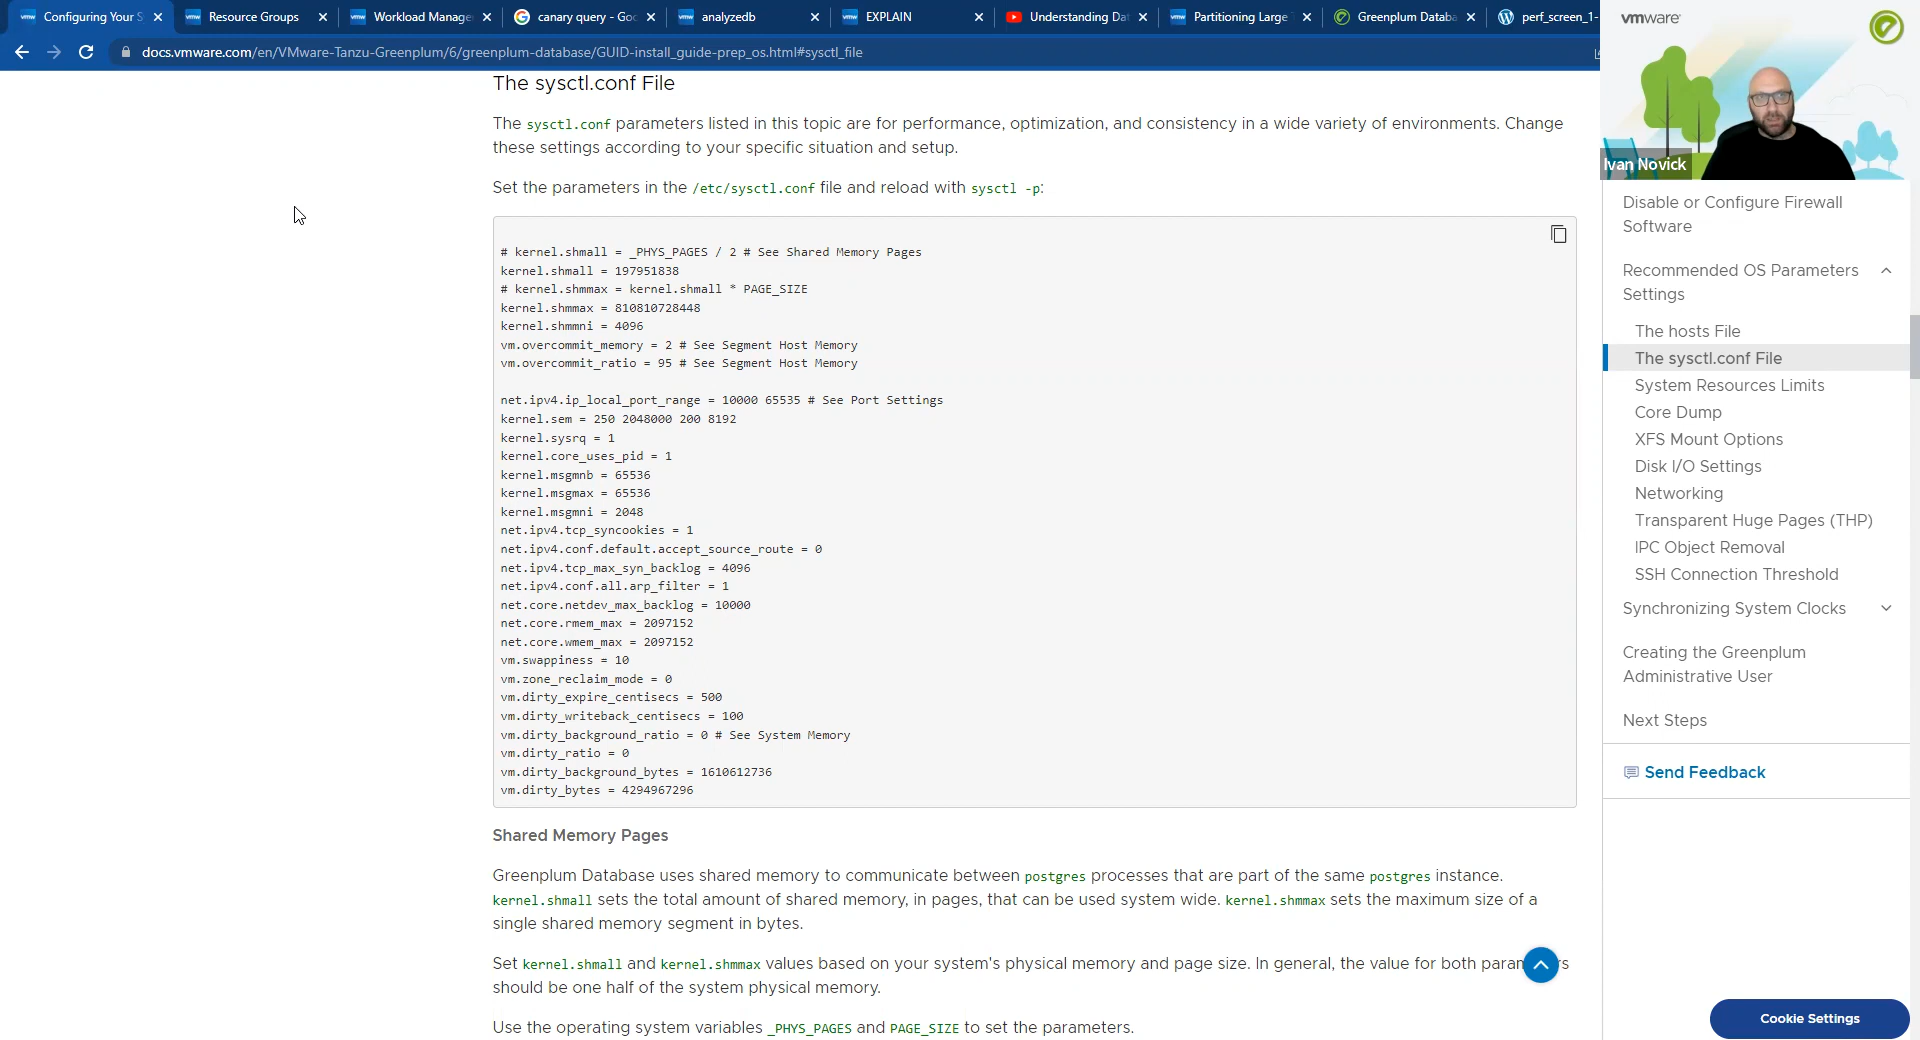 Configuring Your S
Resource Groups
Workload Manage
canary query - Goo
analyzedb
EXPLAIN
Understanding Dat
Partitioning Large T
Greenplum Databa
perf_screen_1-
docs.vmware.com/en/VMware-Tanzu-Greenplum/6/greenplum-database/GUID-install_guide-prep_os.html#sysctl_file
vmware
Ivan Novick
The sysctl.conf File
The sysctl.conf parameters listed in this topic are for performance, optimization, and consistency in a wide variety of environments. Change
these settings according to your specific situation and setup.
Set the parameters in the /etc/sysctl.conf file and reload with sysctl -p:
# kernel.shmall = _PHYS_PAGES / 2 # See Shared Memory Pages
kernel.shmall = 197951838
# kernel.shmmax = kernel.shmall * PAGE_SIZE
kernel.shmmax = 810810728448
kernel.shmmni = 4096
vm.overcommit_memory = 2 # See Segment Host Memory
vm.overcommit_ratio = 95 # See Segment Host Memory
net.ipv4.ip_local_port_range = 10000 65535 # See Port Settings
kernel.sem = 250 2048000 200 8192
kernel.sysrq = 1
kernel.core_uses_pid = 1
kernel.msgmnb = 65536
kernel.msgmax = 65536
kernel.msgmni = 2048
net.ipv4.tcp_syncookies = 1
net.ipv4.conf.default.accept_source_route = 0
net.ipv4.tcp_max_syn_backlog = 4096
net.ipv4.conf.all.arp_filter = 1
net.core.netdev_max_backlog = 10000
net.core.rmem_max = 2097152
net.core.wmem_max = 2097152
vm.swappiness = 10
vm.zone_reclaim_mode = 0
vm.dirty_expire_centisecs = 500
vm.dirty_writeback_centisecs = 100
vm.dirty_background_ratio = 0 # See System Memory
vm.dirty_ratio = 0
vm.dirty_background_bytes = 1610612736
vm.dirty_bytes = 4294967296
Shared Memory Pages
Greenplum Database uses shared memory to communicate between postgres processes that are part of the same postgres instance.
kernel.shmall sets the total amount of shared memory, in pages, that can be used system wide. kernel.shmmax sets the maximum size of a
single shared memory segment in bytes.
Set kernel.shmall and kernel.shmmax values based on your system's physical memory and page size. In general, the value for both param rs
should be one half of the system physical memory.
Use the operating system variables _PHYS_PAGES and PAGE_SIZE to set the parameters.
Disable or Configure Firewall
Software
Recommended OS Parameters
Settings
The hosts File
The sysctl.conf File
System Resources Limits
Core Dump
XFS Mount Options
Disk I/O Settings
Networking
Transparent Huge Pages (THP)
IPC Object Removal
SSH Connection Threshold
Synchronizing System Clocks
Creating the Greenplum
Administrative User
Next Steps
Send Feedback
Cookie Settings